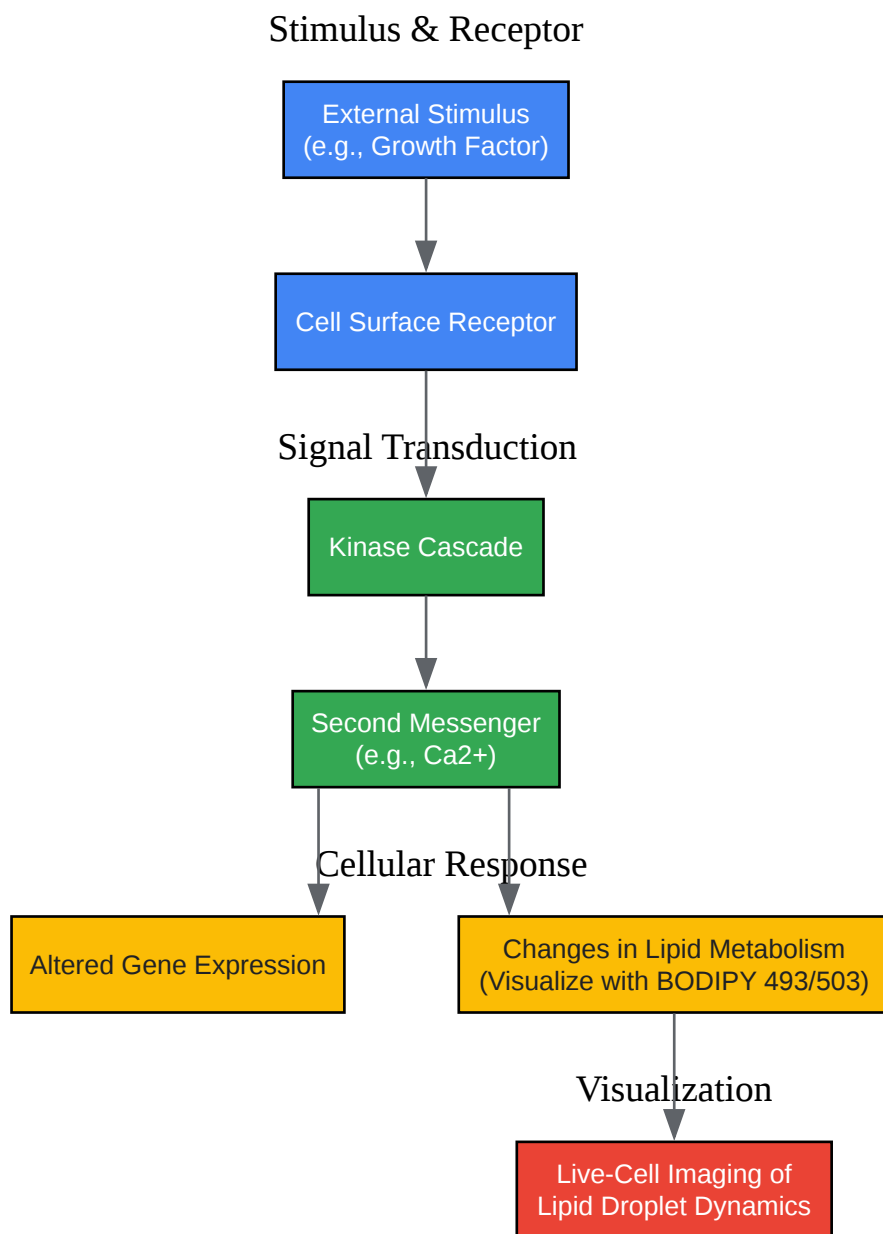 Stimulus & Receptor
External Stimulus
(e.g., Growth Factor)
Cell Surface Receptor
Signal Transduction
Kinase Cascade
Second Messenger
(e.g., Ca2+)
Cellular Response
Altered Gene Expression
Changes in Lipid Metabolism
(Visualize with BODIPY 493/503)
Visualization
Live-Cell Imaging of
Lipid Droplet Dynamics